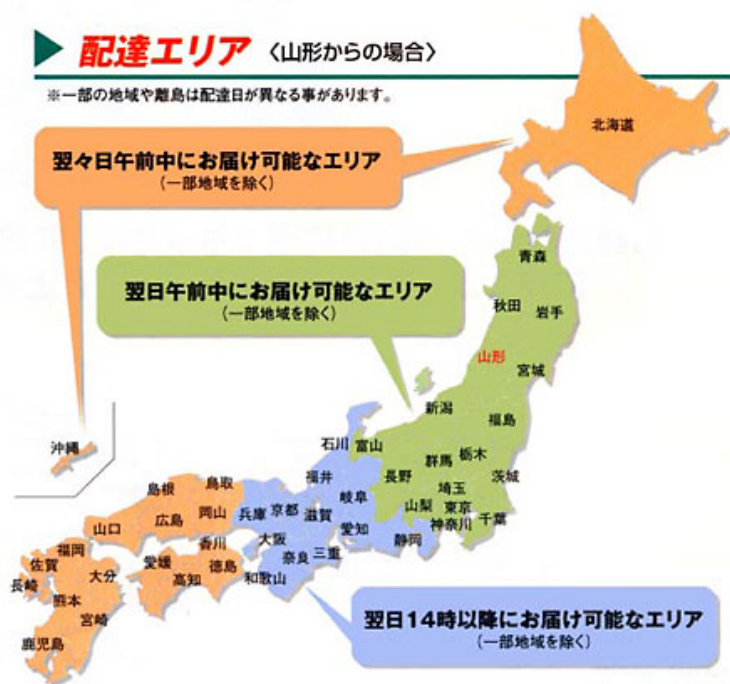 配達エリア 〈山形からの場合〉
※一部の地域や離島は配達日が異なる事があります。
北海道
翌々日午前中にお届け可能なエリア
(一部地域を除く)
青森
翌日午前中にお届け可能なエリア
(一部地域を除く)
秋田
岩手
山形
宮城
新潟
福島
沖縄
石川
富山
群馬
栃木
長野
茨城
福井
埼玉
島根
鳥取
岐阜
山梨
東京
山口
広島
岡山
兵庫
京都
滋賀
愛知
静岡
神奈川
千葉
福岡
香川
大阪
佐賀
愛媛
徳島
奈良
三重
長崎
大分
高知
和歌山
熊本
宮崎
翌日14時以降にお届け可能なエリア
(一部地域を除く)
鹿児島